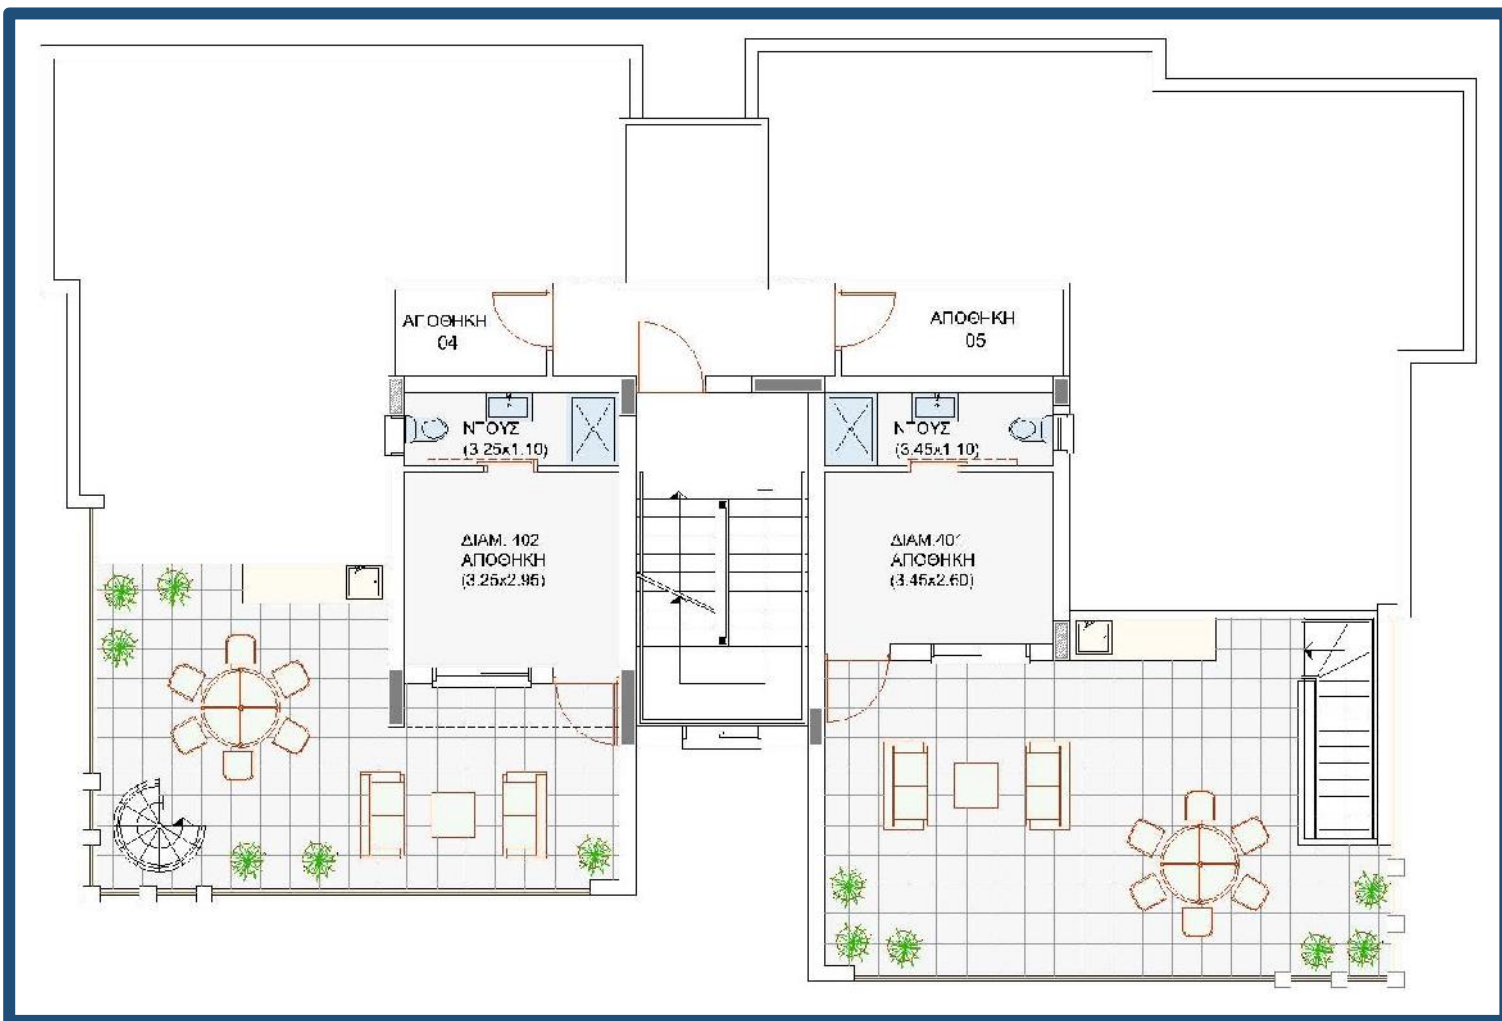 ΑΠΟΘΗΚΗ
04
ΑΠΟΘΗΚΗ
05
ΝΤΟΥΣ
(3.25x1.10)
ΝΤΟΥΣ
(3.45x1.10)
ΔΙΑΜ. 402
ΑΠΟΘΗΚΗ
(3.25x2.95)
ΔΙΑΜ.401
ΑΠΟΘΗΚΗ
(3.45x2.60)